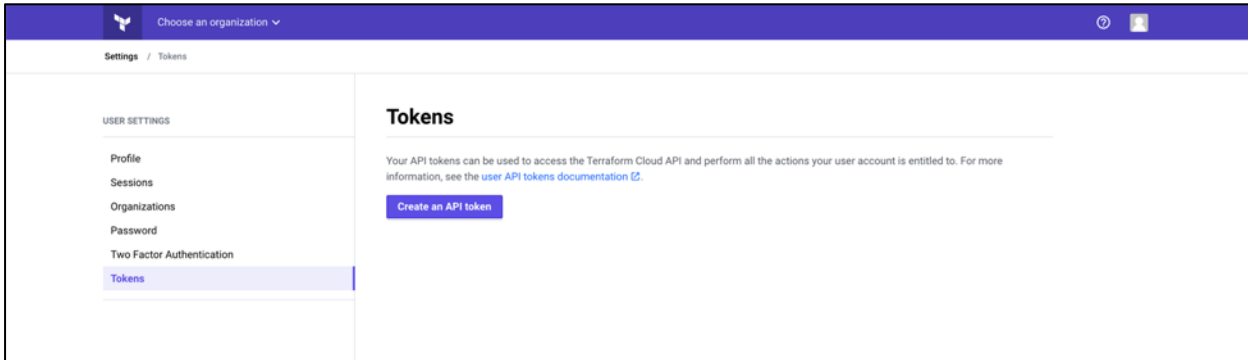 Choose an organization
Settings / Tokens
USER SETTINGS
Profile
Sessions
Organizations
Password
Two Factor Authentication
Tokens
Tokens
Your API tokens can be used to access the Terraform Cloud API and perform all the actions your user account is entitled to. For more
information, see the user API tokens documentation.
Create an API token